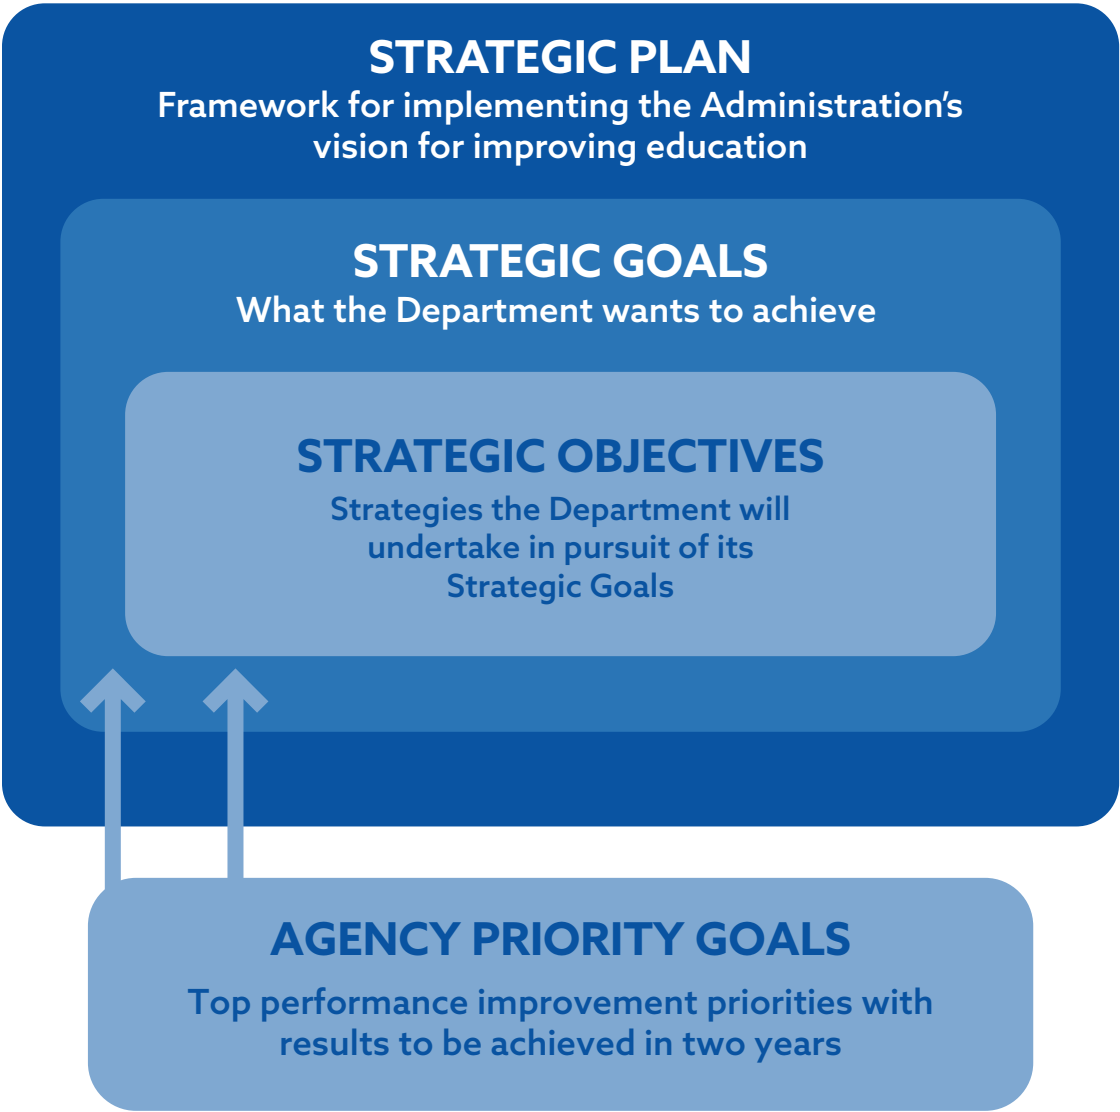 STRATEGIC PLAN
Framework for implementing the Administration’s
vision for improving education
STRATEGIC GOALS
What the Department wants to achieve
STRATEGIC OBJECTIVES
Strategies the Department will
undertake in pursuit of its
Strategic Goals
AGENCY PRIORITY GOALS
Top performance improvement priorities with
results to be achieved in two years